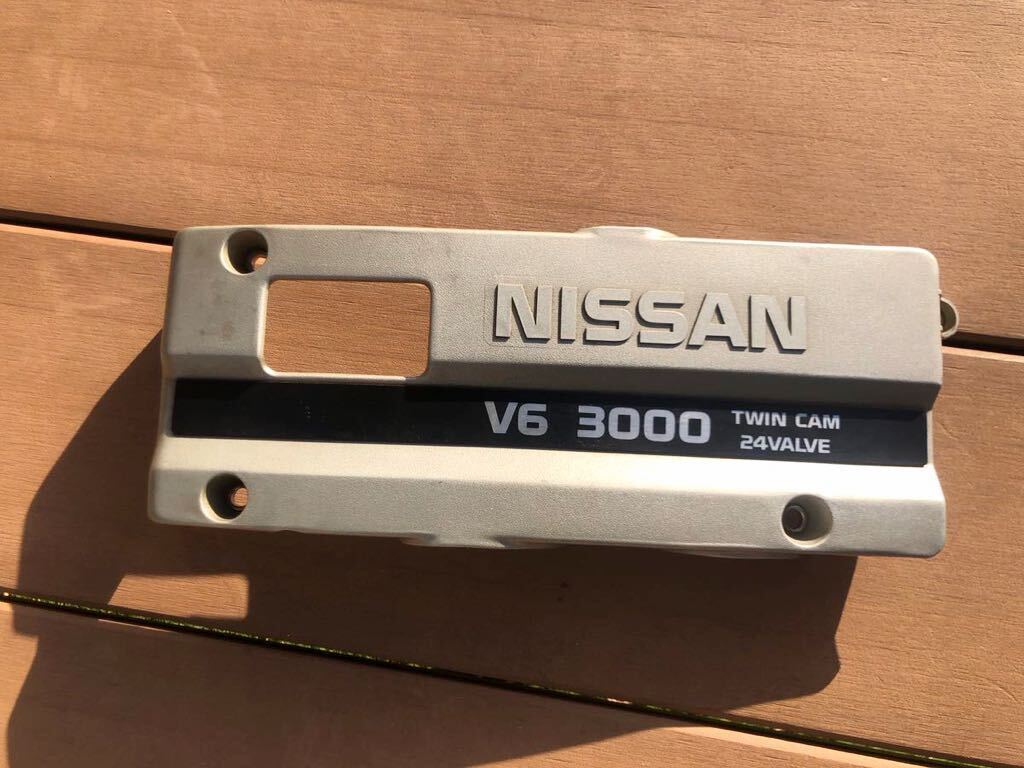 NISSAN
V6 3000 TWIN CAM
24VALVE